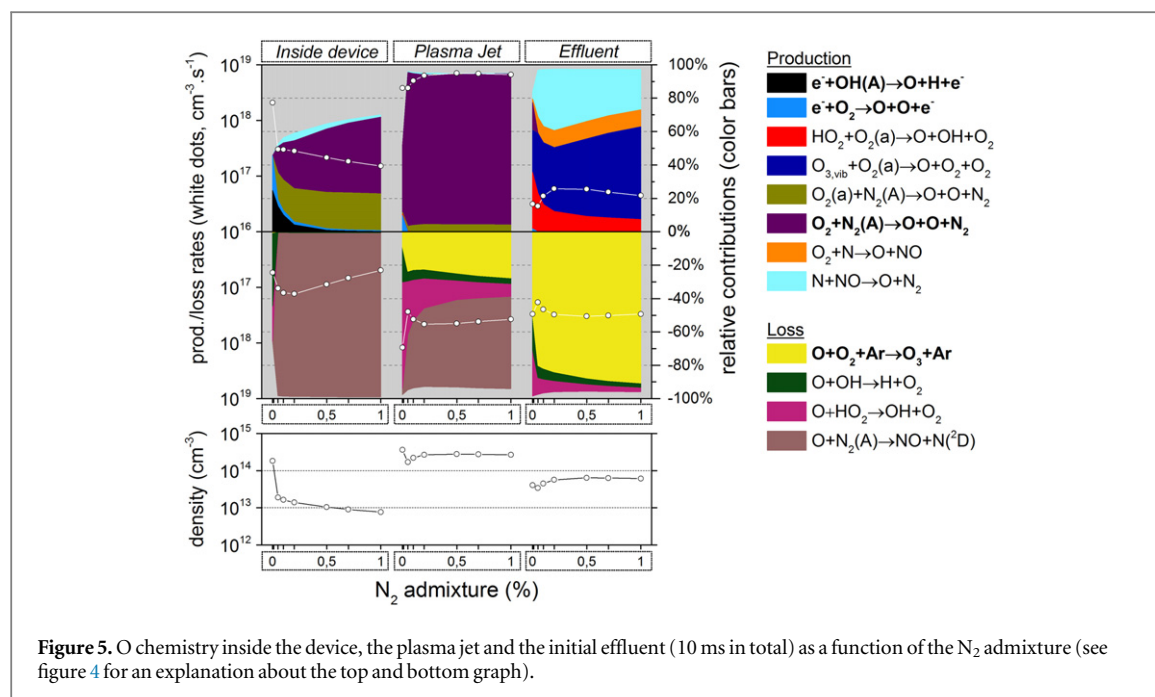 Inside device Plasma Jet Effluent
prod./loss rates (white dots, cm⁻³.s⁻¹)
10¹⁹
10¹⁸
10¹⁷
10¹⁶
10¹⁷
10¹⁸
10¹⁹
100%
80%
60%
40%
20%
0%
-20%
-40%
-60%
-80%
-100%
relative contributions (color bars)
0 0,5 1 0 0,5 1 0 0,5 1
density (cm⁻³)
10¹⁵
10¹⁴
10¹³
10¹²
0 0,5 1 0 0,5 1 0 0,5 1
N₂ admixture (%)
Production
e⁻+OH(A)→O+H+e⁻
e⁻+O₂→O+O+e⁻
HO₂+O₂(a)→O+OH+O₂
O₃,vib+O₂(a)→O+O₂+O₂
O₂(a)+N₂(A)→O+O+N₂
O₂+N₂(A)→O+O+N₂
O₂+N→O+NO
N+NO→O+N₂
Loss
O+O₂+Ar→O₃+Ar
O+OH→H+O₂
O+HO₂→OH+O₂
O+N₂(A)→NO+N(²D)
Figure 5. O chemistry inside the device, the plasma jet and the initial effluent (10 ms in total) as a function of the N₂ admixture (see
figure 4 for an explanation about the top and bottom graph).